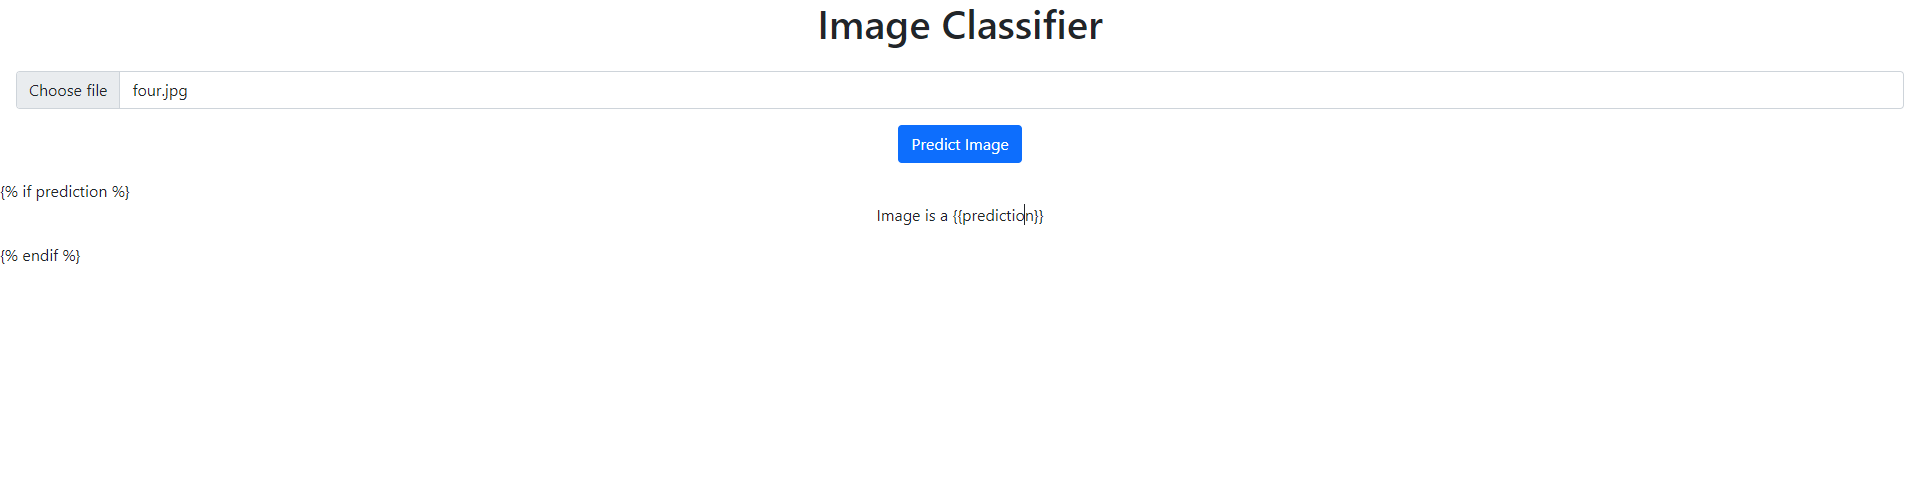 Image Classifier
Choose file four.jpg
Predict Image
{% if prediction %}
Image is a {{prediction}}
{% endif %}